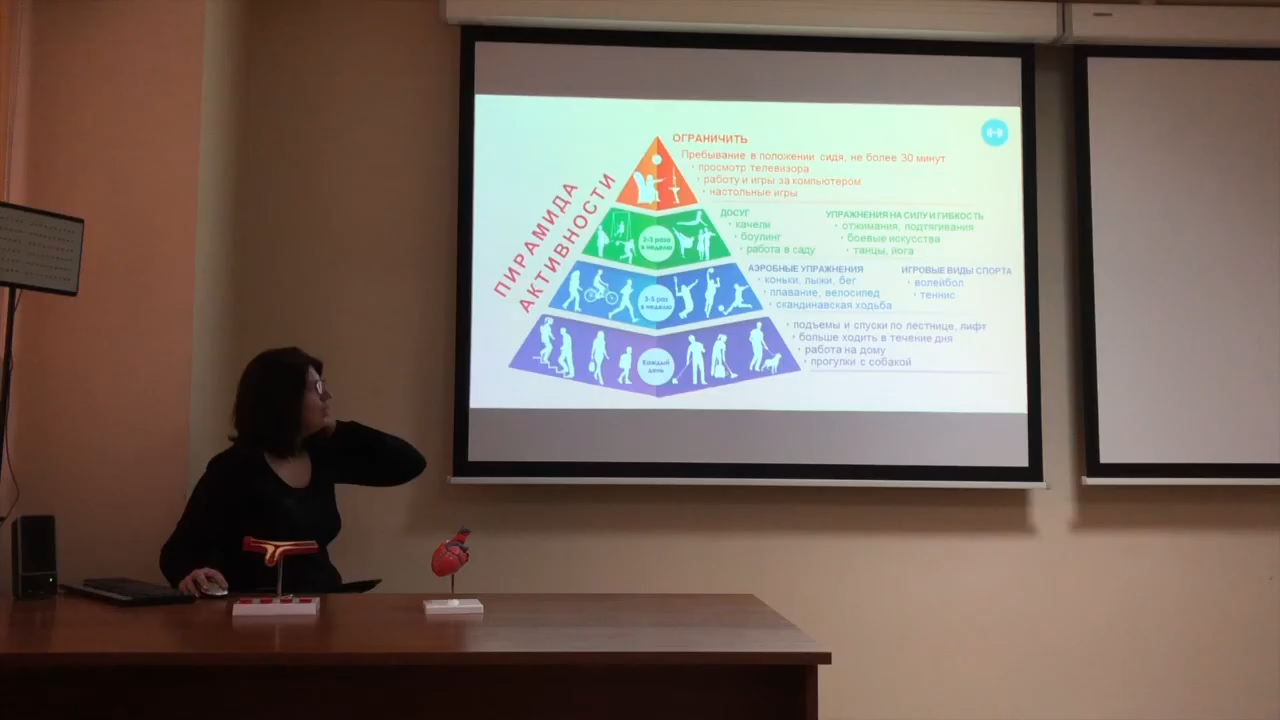 ПИРАМИДА
АКТИВНОСТИ
ОГРАНИЧИТЬ
Пребывание в положении сидя, не более 30 минут
• просмотр телевизора
• работу и игры за компьютером
• настольные игры
2-3 раза
в неделю
ДОСУГ
• качели
• боулинг
• работа в саду
УПРАЖНЕНИЯ НА СИЛУ И ГИБКОСТЬ
• отжимания, подтягивания
• боевые искусства
• танцы, йога
3-5 раз
в неделю
АЭРОБНЫЕ УПРАЖНЕНИЯ
• коньки, лыжи, бег
• плавание, велосипед
• скандинавская ходьба
ИГРОВЫЕ ВИДЫ СПОРТА
• волейбол
• теннис
Каждый
день
• подъемы и спуски по лестнице, лифт
• больше ходить в течение дня
• работа на дому
• прогулки с собакой